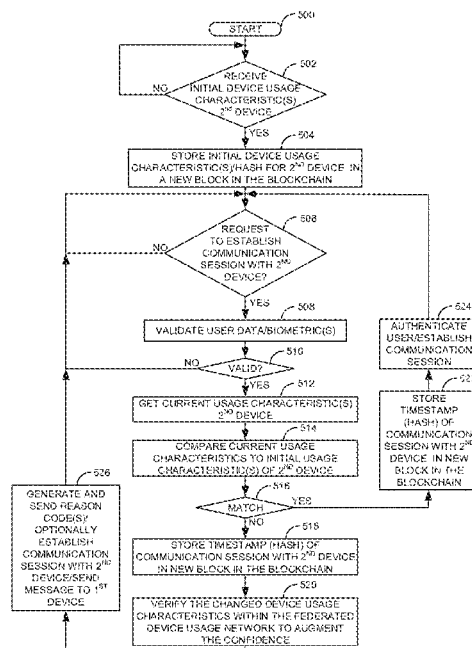 START
500
502
RECEIVE
INITIAL DEVICE USAGE
CHARACTERISTIC(S)
2ND DEVICE
NO
YES
504
STORE INITIAL DEVICE USAGE
CHARACTERISTIC(S)/HASH FOR 2ND DEVICE IN
A NEW BLOCK IN THE BLOCKCHAIN
REQUEST
TO ESTABLISH
COMMUNICATION
SESSION WITH 2ND
DEVICE?
NO
YES
508
VALIDATE USER DATA/BIOMETRIC(S)
510
VALID?
NO
YES
512
GET CURRENT USAGE CHARACTERISTIC(S)
2ND DEVICE
514
COMPARE CURRENT USAGE
CHARACTERISTICS TO INITIAL USAGE
CHARACTERISTIC(S) OF 2ND DEVICE
516
MATCH
YES
NO
STORE TIMESTAMP (HASH) OF
COMMUNICATION SESSION WITH 2ND DEVICE
IN NEW BLOCK IN THE BLOCKCHAIN
520
VERIFY THE CHANGED DEVICE USAGE
CHARACTERISTICS WITHIN THE FEDERATED
DEVICE USAGE NETWORK TO AUGMENT THE
CONFIDENCE
524
AUTHENTICATE
USER/ESTABLISH
COMMUNICATION
SESSION
STORE
TIMESTAMP
(HASH) OF
COMMUNICATION
SESSION WITH 2ND
DEVICE IN NEW
BLOCK IN THE
BLOCKCHAIN
526
GENERATE AND
SEND REASON
CODE(S)/
OPTIONALLY
ESTABLISH
COMMUNICATION
SESSION WITH 2ND
DEVICE/SEND
MESSAGE TO 1ST
DEVICE